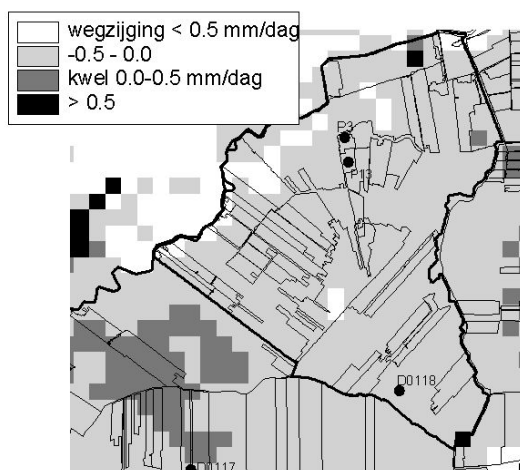 wegzijging < 0.5 mm/dag
-0.5 - 0.0
kwel 0.0-0.5 mm/dag
> 0.5
P3
P13
D0118
D0117